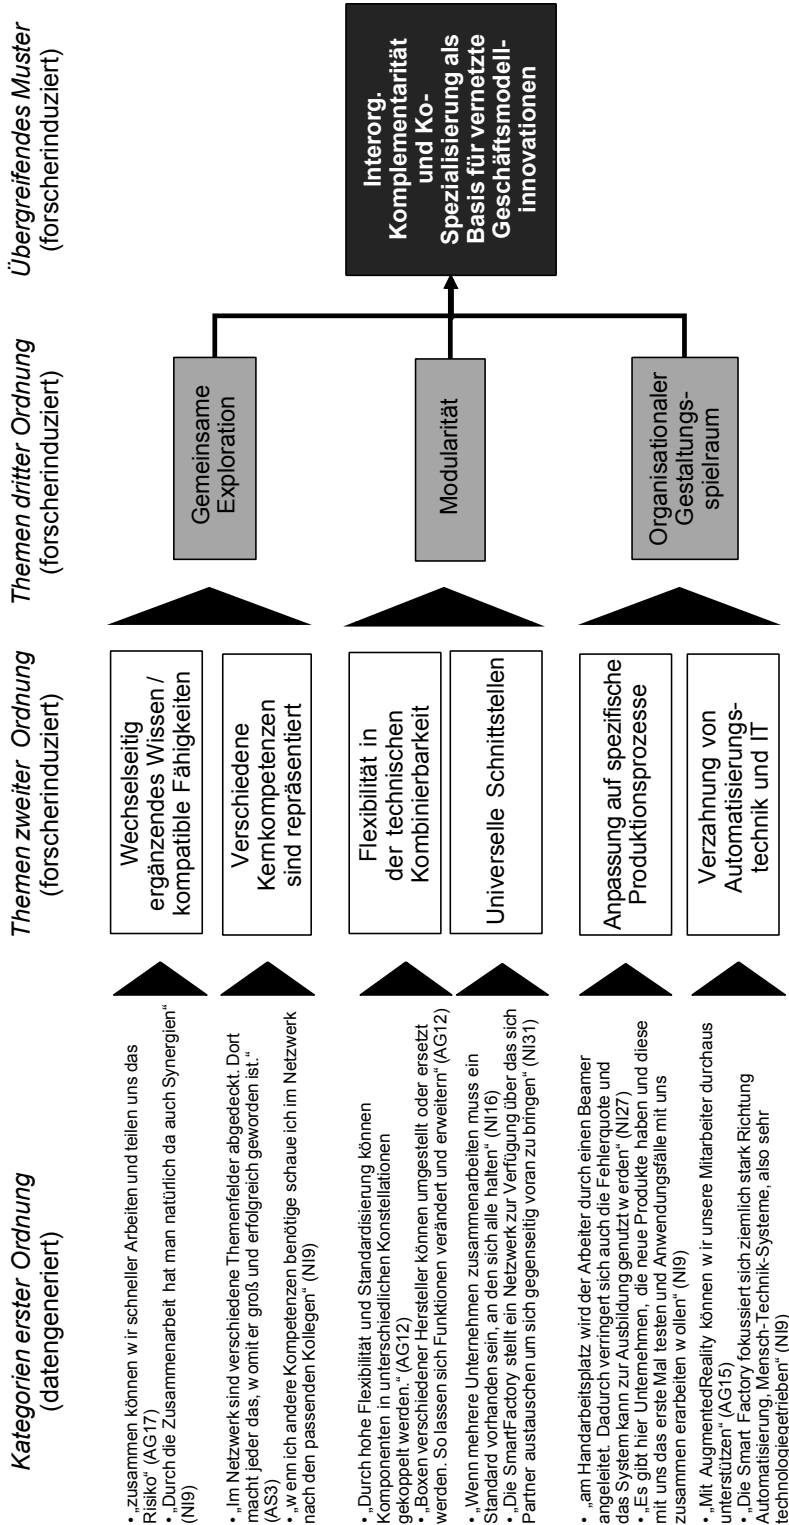 Kategorien erster Ordnung
(datengeneriert)
Themen zweiter Ordnung
(forscherinduziert)
Themen dritter Ordnung
(forscherinduziert)
Übergreifendes Muster
(forscherinduziert)
• „zusammen können wir schneller Arbeiten und teilen uns das
Risiko“ (AG17)
• „Durch die Zusammenarbeit hat man natürlich da auch Synergien“
(NI9)
• „Im Netzwerk sind verschiedene Themenfelder abgedeckt. Dort
macht jeder das, womit er groß und erfolgreich geworden ist.“
(AS3)
• „wenn ich andere Kompetenzen benötige schaue ich im Netzwerk
nach den passenden Kollegen“ (NI9)
• „Durch hohe Flexibilität und Standardisierung können
Komponenten in unterschiedlichen Konstellationen
gekoppelt werden.“ (AG12)
• „Boxen verschiedener Hersteller können umgestellt oder ersetzt
werden. So lassen sich Funktionen verändert und erweitern“ (AG12)
• „Wenn mehrere Unternehmen zusammenarbeiten muss ein
Standard vorhanden sein, an den sich alle halten“ (NI16)
• „Die SmartFactory stellt ein Netzwerk zur Verfügung über das sich
Partner austauschen um sich gegenseitig voran zu bringen“ (NI31)
• „am Handarbeitsplatz wird der Arbeiter durch einen Beamer
angeleitet. Dadurch verringert sich auch die Fehlerquote und
das System kann zur Ausbildung genutzt werden“ (NI27)
• „Es gibt hier Unternehmen, die neue Produkte haben und diese
mit uns das erste Mal testen und Anwendungsfälle mit uns
zusammen erarbeiten wollen“ (NI9)
• „Mit AugmentedReality können wir unsere Mitarbeiter durchaus
unterstützen“ (AG15)
• „Die Smart Factory fokussiert sich ziemlich stark Richtung
Automatisierung, Mensch-Technik-Systeme, also sehr
technologiegetrieben“ (NI9)
Wechselseitig
ergänzendes Wissen /
kompatible Fähigkeiten
Verschiedene
Kernkompetenzen
sind repräsentiert
Flexibilität in
der technischen
Kombinierbarkeit
Universelle Schnittstellen
Anpassung auf spezifische
Produktionsprozesse
Verzahnung von
Automatisierungs-
technik und IT
Gemeinsame
Exploration
Modularität
Organisationaler
Gestaltungs-
spielraum
Interorg.
Komplementarität
und Ko-
Spezialisierung als
Basis für vernetzte
Geschäftsmodell-
innovationen